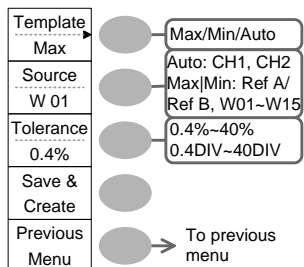 Template
Max
Max/Min/Auto
Source
W 01
Auto: CH1, CH2
Max|Min: Ref A/
Ref B, W01~W15
Tolerance
0.4%
0.4%~40%
0.4DIV~40DIV
Save &
Create
Previous
Menu
To previous
menu